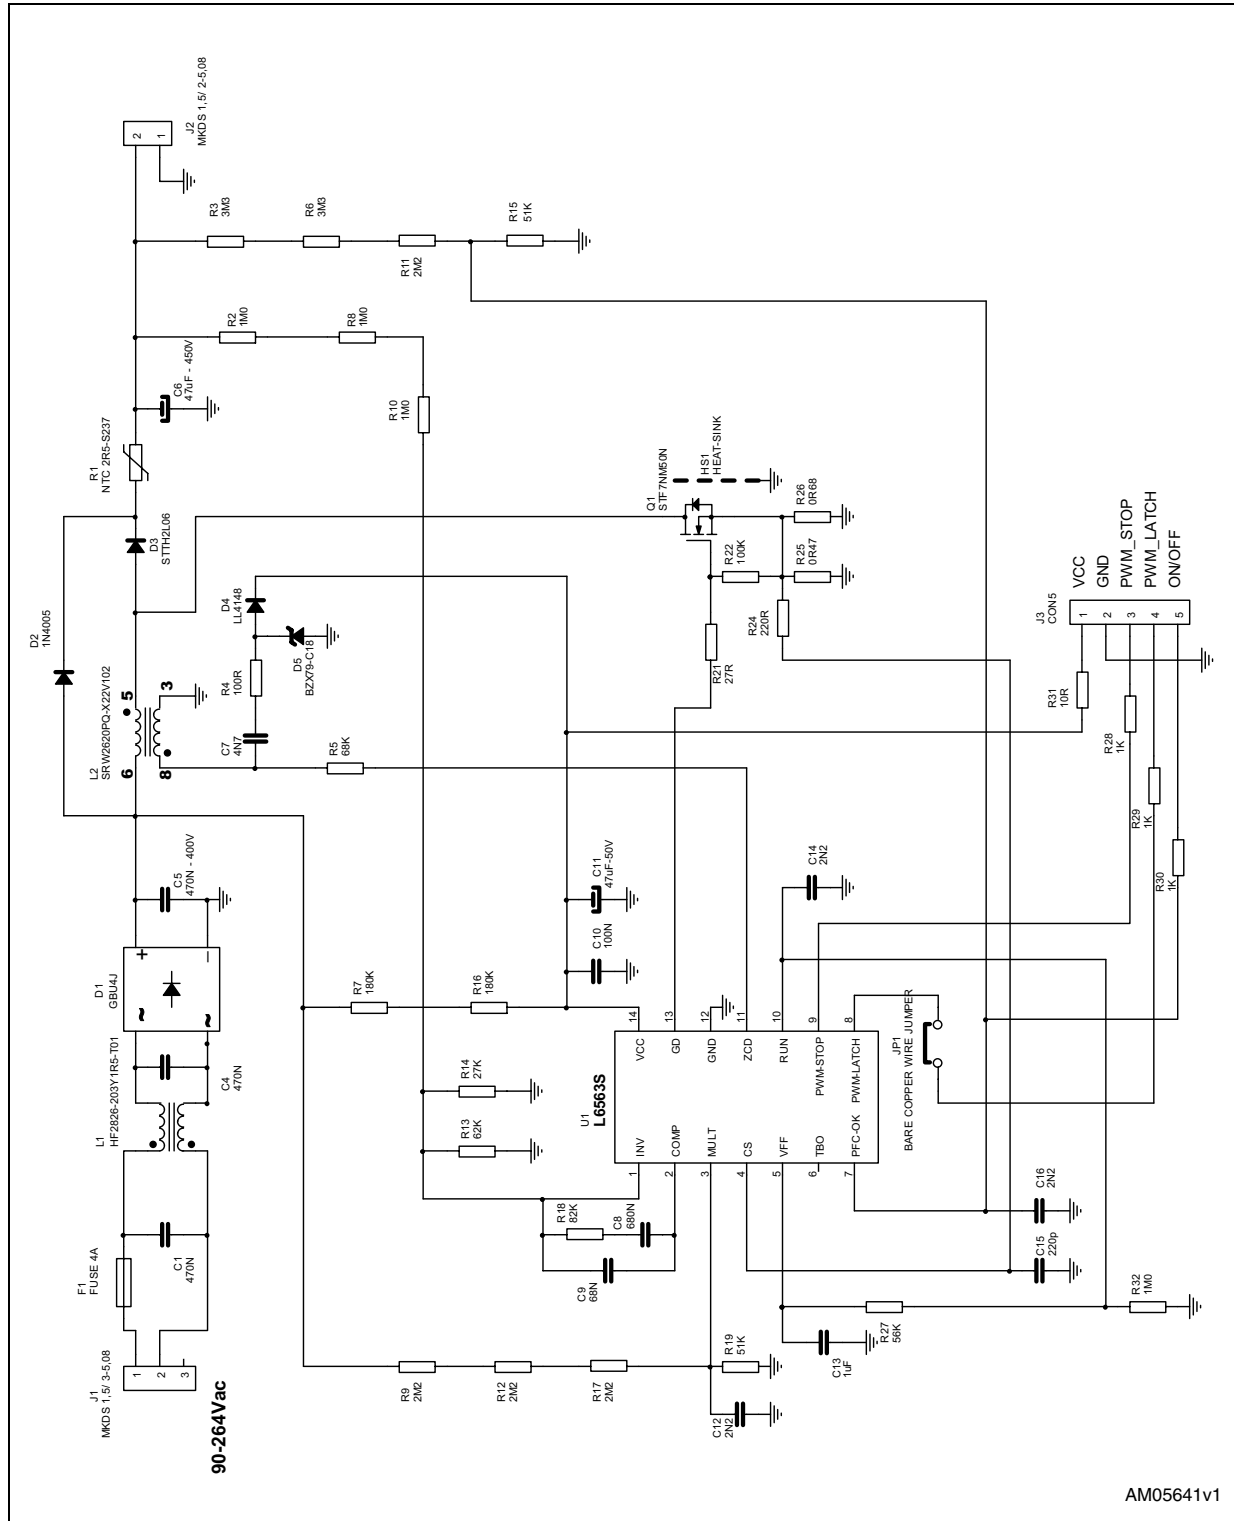 J1
MKDS 1,5/ 3-5,08
1
2
3
90-264Vac
F1
FUSE 4A
C1
470N
L1
HF2826-203Y1R5-T01
C4
470N
D1
GBU4J
~
~
+
–
C5
470N - 400V
D2
1N4005
L2
SRW2620PQ-X22V102
6
5
8
3
D3
STTH2L06
R1
NTC 2R5-S237
C6
47uF - 450V
J2
MKDS 1,5/ 2-5,08
2
1
R3
3M3
R6
3M3
R11
2M2
R15
51K
R2
1M0
R8
1M0
R10
1M0
C7
4N7
R4
100R
D4
LL4148
D5
BZX79-C18
R5
68K
R7
180K
R16
180K
C10
100N
C11
47uF-50V
R14
27K
R13
62K
Q1
STF7NM50N
HS1
HEAT-SINK
R21
27R
R22
100K
R24
220R
R25
0R47
R26
0R68
U1
L6563S
INV
COMP
MULT
CS
VFF
TBO
PFC-OK
1
2
3
4
5
6
7
VCC
GD
GND
ZCD
RUN
PWM-STOP
PWM-LATCH
14
13
12
11
10
9
8
C9
68N
R18
82K
C8
680N
R9
2M2
R12
2M2
R17
2M2
R19
51K
C12
2N2
C13
1uF
R27
56K
R32
1M0
C15
220p
C16
2N2
C14
2N2
JP1
BARE COPPER WIRE JUMPER
R31
10R
R28
1K
R29
1K
R30
1K
J3
CON5
1
2
3
4
5
VCC
GND
PWM_STOP
PWM_LATCH
ON/OFF
AM05641v1